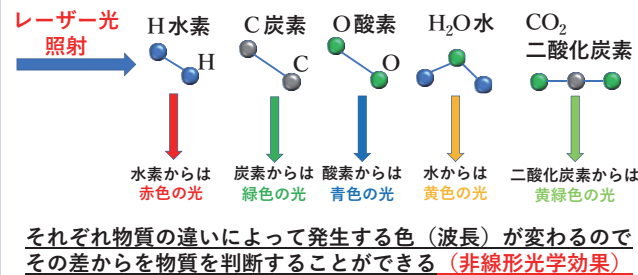 レーザー光
照射
H水素
H
C炭素
C
O酸素
O
H₂O水
CO₂
二酸化炭素
水素からは
赤色の光
炭素からは
緑色の光
酸素からは
青色の光
水からは
黄色の光
二酸化炭素からは
黄緑色の光
それぞれ物質の違いによって発生する色（波長）が変わるので
その差からを物質を判断することができる（非線形光学効果）